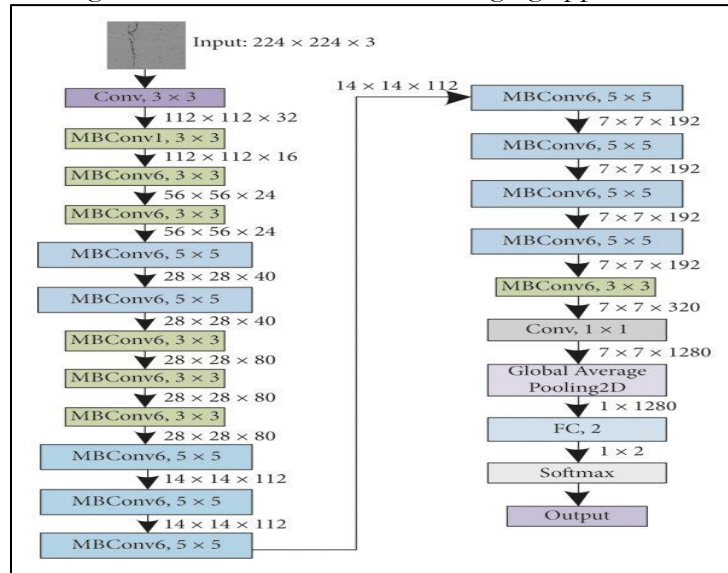 Input: 224 × 224 × 3
Conv, 3 × 3
112 × 112 × 32
MBConv1, 3 × 3
112 × 112 × 16
MBConv6, 3 × 3
56 × 56 × 24
MBConv6, 3 × 3
56 × 56 × 24
MBConv6, 5 × 5
28 × 28 × 40
MBConv6, 5 × 5
28 × 28 × 40
MBConv6, 3 × 3
28 × 28 × 80
MBConv6, 3 × 3
28 × 28 × 80
MBConv6, 3 × 3
28 × 28 × 80
MBConv6, 5 × 5
14 × 14 × 112
MBConv6, 5 × 5
14 × 14 × 112
MBConv6, 5 × 5
14 × 14 × 112
MBConv6, 5 × 5
7 × 7 × 192
MBConv6, 5 × 5
7 × 7 × 192
MBConv6, 5 × 5
7 × 7 × 192
MBConv6, 5 × 5
7 × 7 × 192
MBConv6, 3 × 3
7 × 7 × 320
Conv, 1 × 1
7 × 7 × 1280
Global Average
Pooling2D
1 × 1280
FC, 2
1 × 2
Softmax
Output